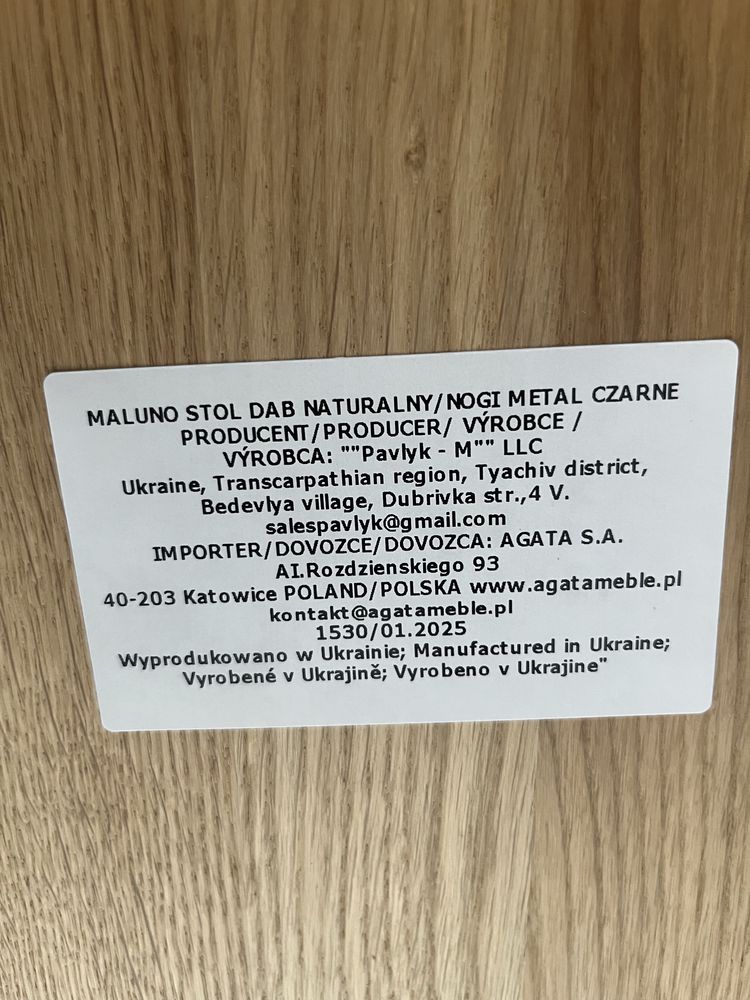 MALUNO STOL DAB NATURALNY/NOGI METAL CZARNE
PRODUCENT/PRODUCER/ VÝROBCE /
VÝROBCA: ""Pavlyk - M"" LLC
Ukraine, Transcarpathian region, Tyachiv district,
Bedevlya village, Dubrivka str.,4 V.
salespavlyk@gmail.com
IMPORTER/DOVOZCE/DOVOZCA: AGATA S.A.
AI.Rozdzienskiego 93
40-203 Katowice POLAND/POLSKA www.agatameble.pl
kontakt@agatameble.pl
1530/01.2025
Wyprodukowano w Ukrainie; Manufactured in Ukraine;
Vyrobené v Ukrajině; Vyrobeno v Ukrajine"